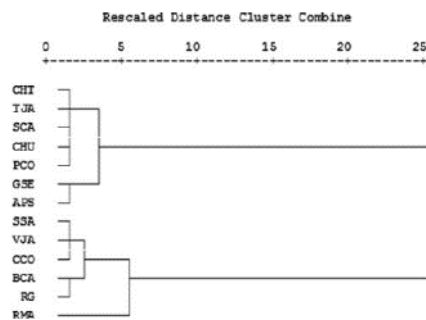 Rescaled Distance Cluster Combine
0 5 10 15 20 25
CHT
TJA
SCA
CHU
PCO
GSE
APS
SSA
VJA
CCO
BCA
RG
RMA